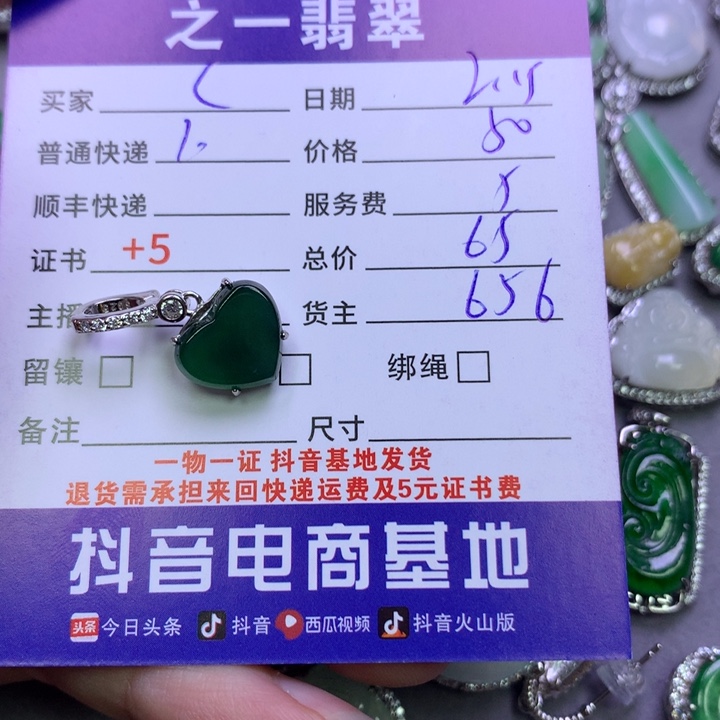 之一翡翠
买家 日期
普通快递 价格 50
顺丰快递 服务费 5
证书 +5 总价 65
主播 货主 656
留镶 绑绳
备注 尺寸
一物一证 抖音基地发货
退货需承担来回快递运费及5元证书费
抖音电商基地
头条 今日头条 抖音 西瓜视频 抖音火山版